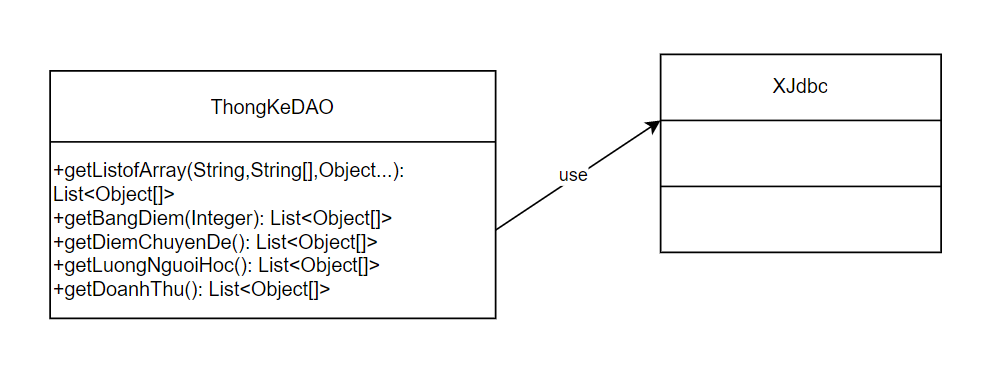 ThongKeDAO
+getListofArray(String,String[],Object...):
List<Object[]>
+getBangDiem(Integer): List<Object[]>
+getDiemChuyenDe(): List<Object[]>
+getLuongNguoiHoc(): List<Object[]>
+getDoanhThu(): List<Object[]>
use
XJdbc